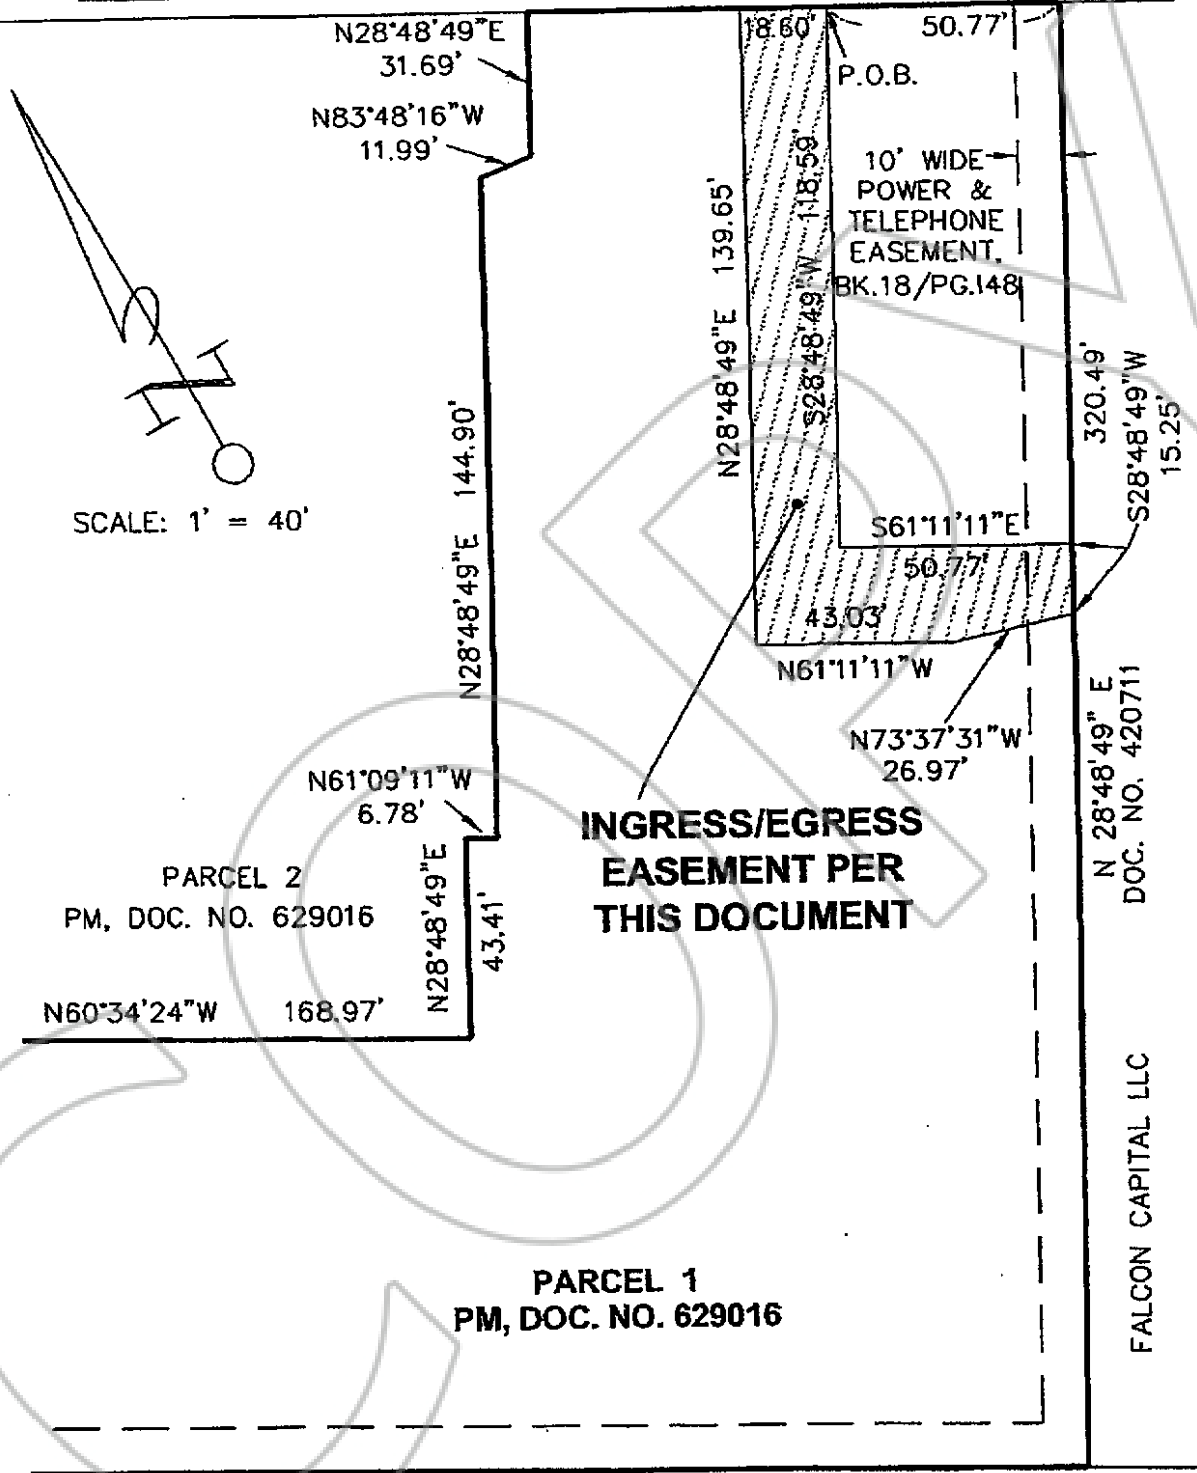 N28°48'49"E
31.69'
N83°48'16"W
11.99'
18.60'
50.77'
P.O.B.
10' WIDE
POWER &
TELEPHONE
EASEMENT,
BK.18/PG.148
N28°48'49"E 139.65'
S28°48'49"W 118.59'
320.49'
S28°48'49"W
15.25'
SCALE: 1' = 40'
N28°48'49"E 144.90'
S61°11'11"E
50.77'
43.03'
N61°11'11"W
N73°37'31"W
26.97'
N 28°48'49" E
DOC. NO. 420711
N61°09'11"W
6.78'
INGRESS/EGRESS
EASEMENT PER
THIS DOCUMENT
PARCEL 2
PM, DOC. NO. 629016
N28°48'49"E
43.41'
N60°34'24"W 168.97'
FALCON CAPITAL LLC
PARCEL 1
PM, DOC. NO. 629016
COPY